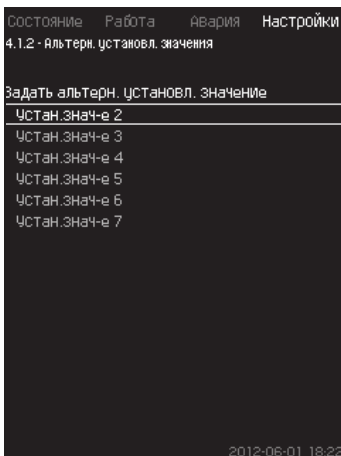 Состояние Работа Авария Настройки
4.1.2 - Альтерн. установл. значения
Задать альтерн. установл. значение
Устан.знач-е 2
Устан.знач-е 3
Устан.знач-е 4
Устан.знач-е 5
Устан.знач-е 6
Устан.знач-е 7
2012-06-01 18:22